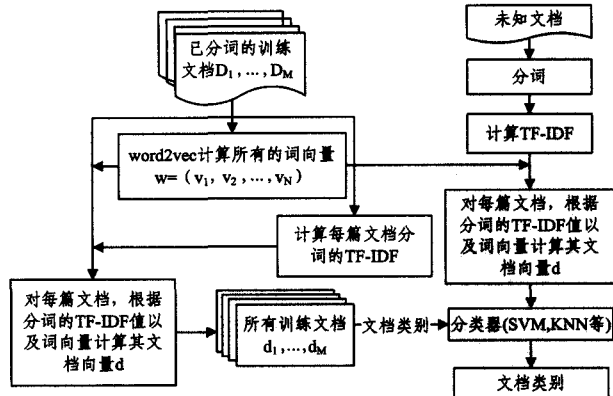 已分词的训练
文档D₁,...,D_M
word2vec计算所有的词向量
w=(v₁, v₂, ..., v_N)
计算每篇文档分
词的TF-IDF
对每篇文档，根据
分词的TF-IDF值以
及词向量计算其文
档向量d
所有训练文档
d₁,...,d_M
文档类别
未知文档
分词
计算TF-IDF
对每篇文档，根据
分词的TF-IDF值以
及词向量计算其文
档向量d
分类器(SVM,KNN等)
文档类别